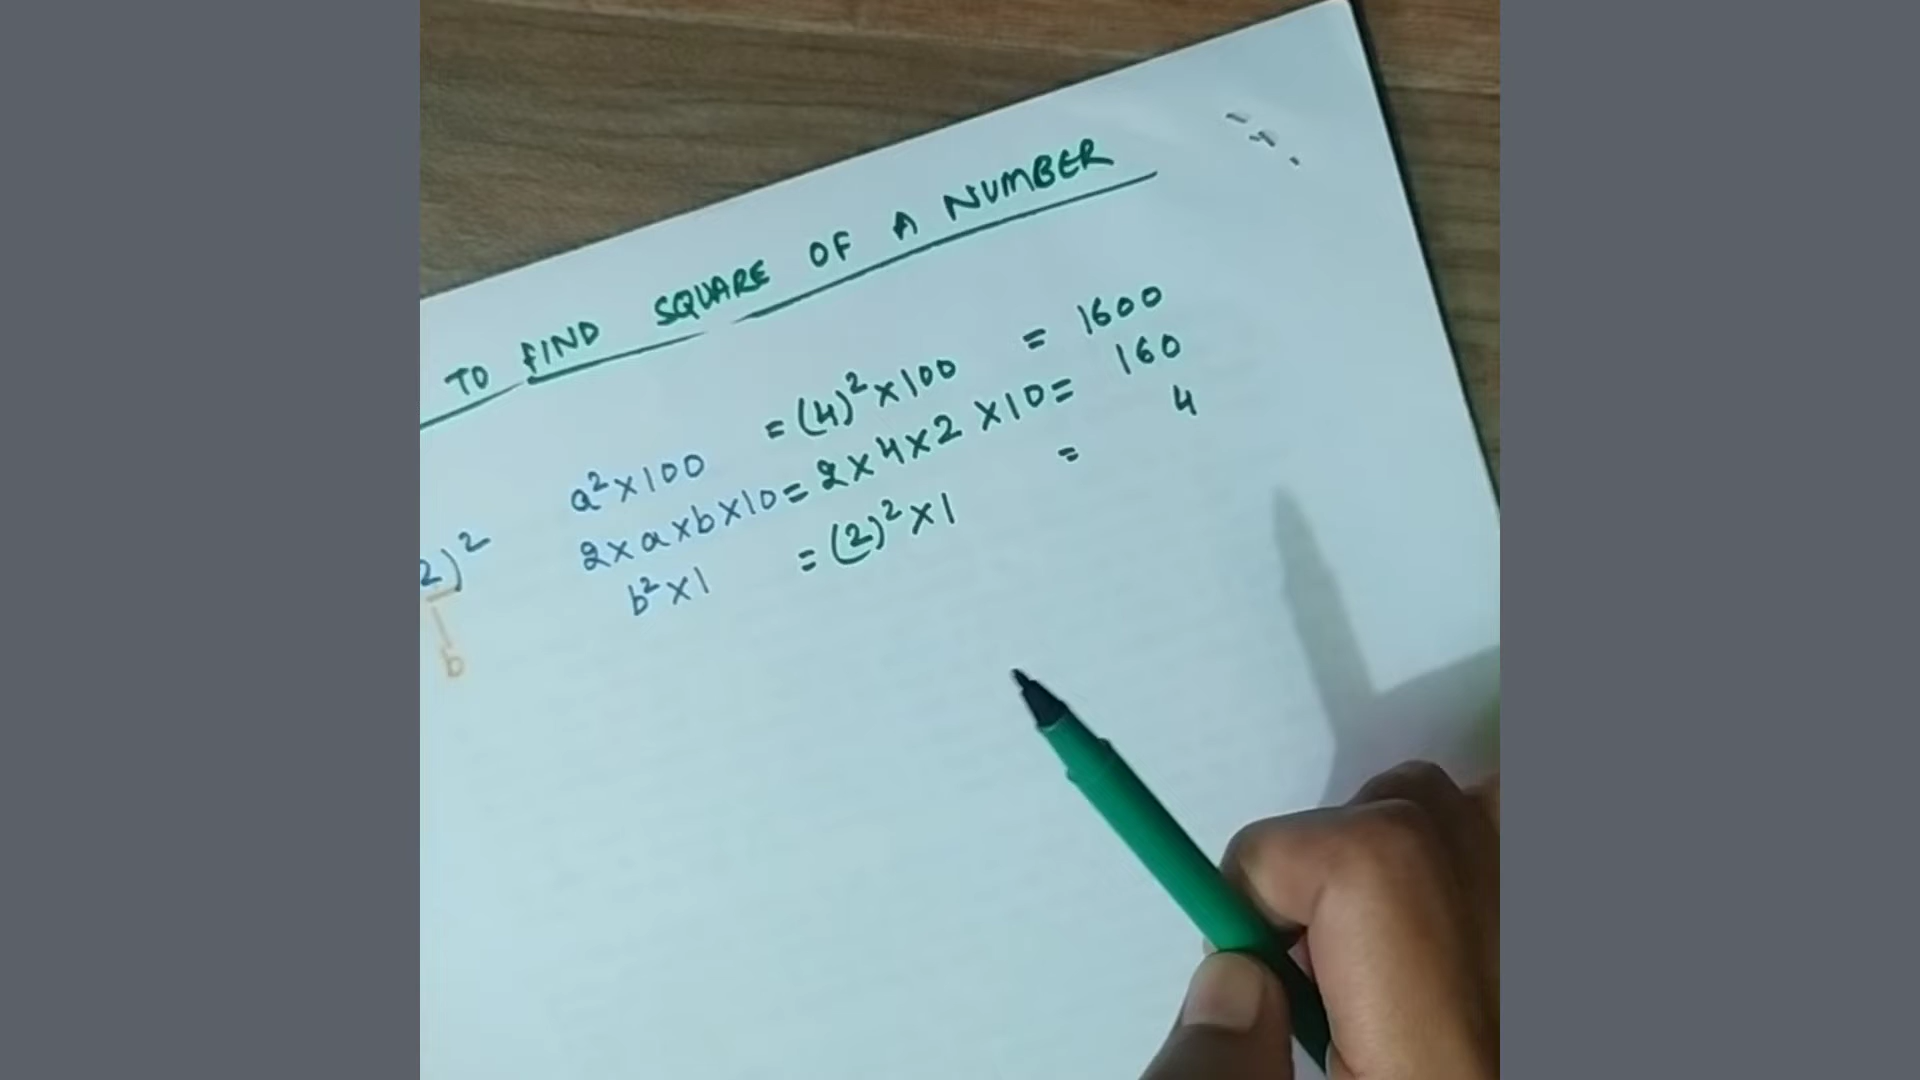 TO FIND SQUARE OF A NUMBER
a²×100 = (4)²×100 = 1600
2)² 2×a×b×10 = 2×4×2×10 = 160
b²×1 = (2)²×1 = 4
b